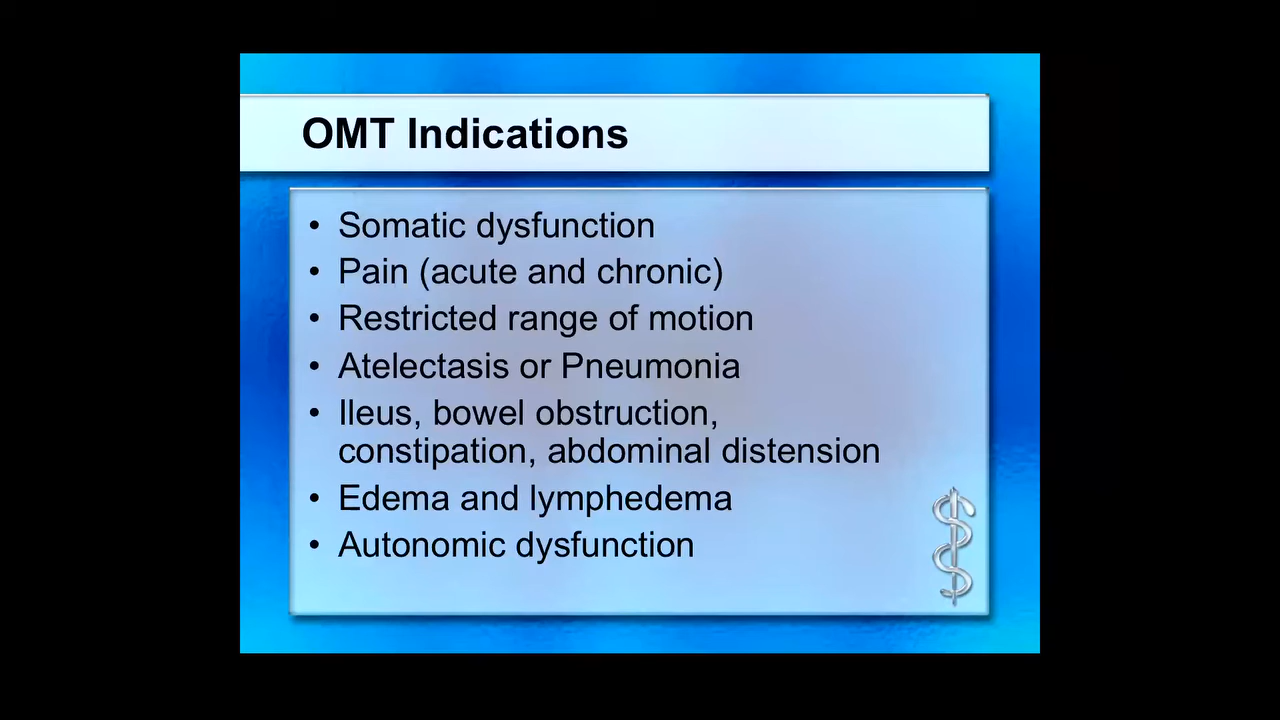 OMT Indications
• Somatic dysfunction
• Pain (acute and chronic)
• Restricted range of motion
• Atelectasis or Pneumonia
• Ileus, bowel obstruction,
constipation, abdominal distension
• Edema and lymphedema
• Autonomic dysfunction